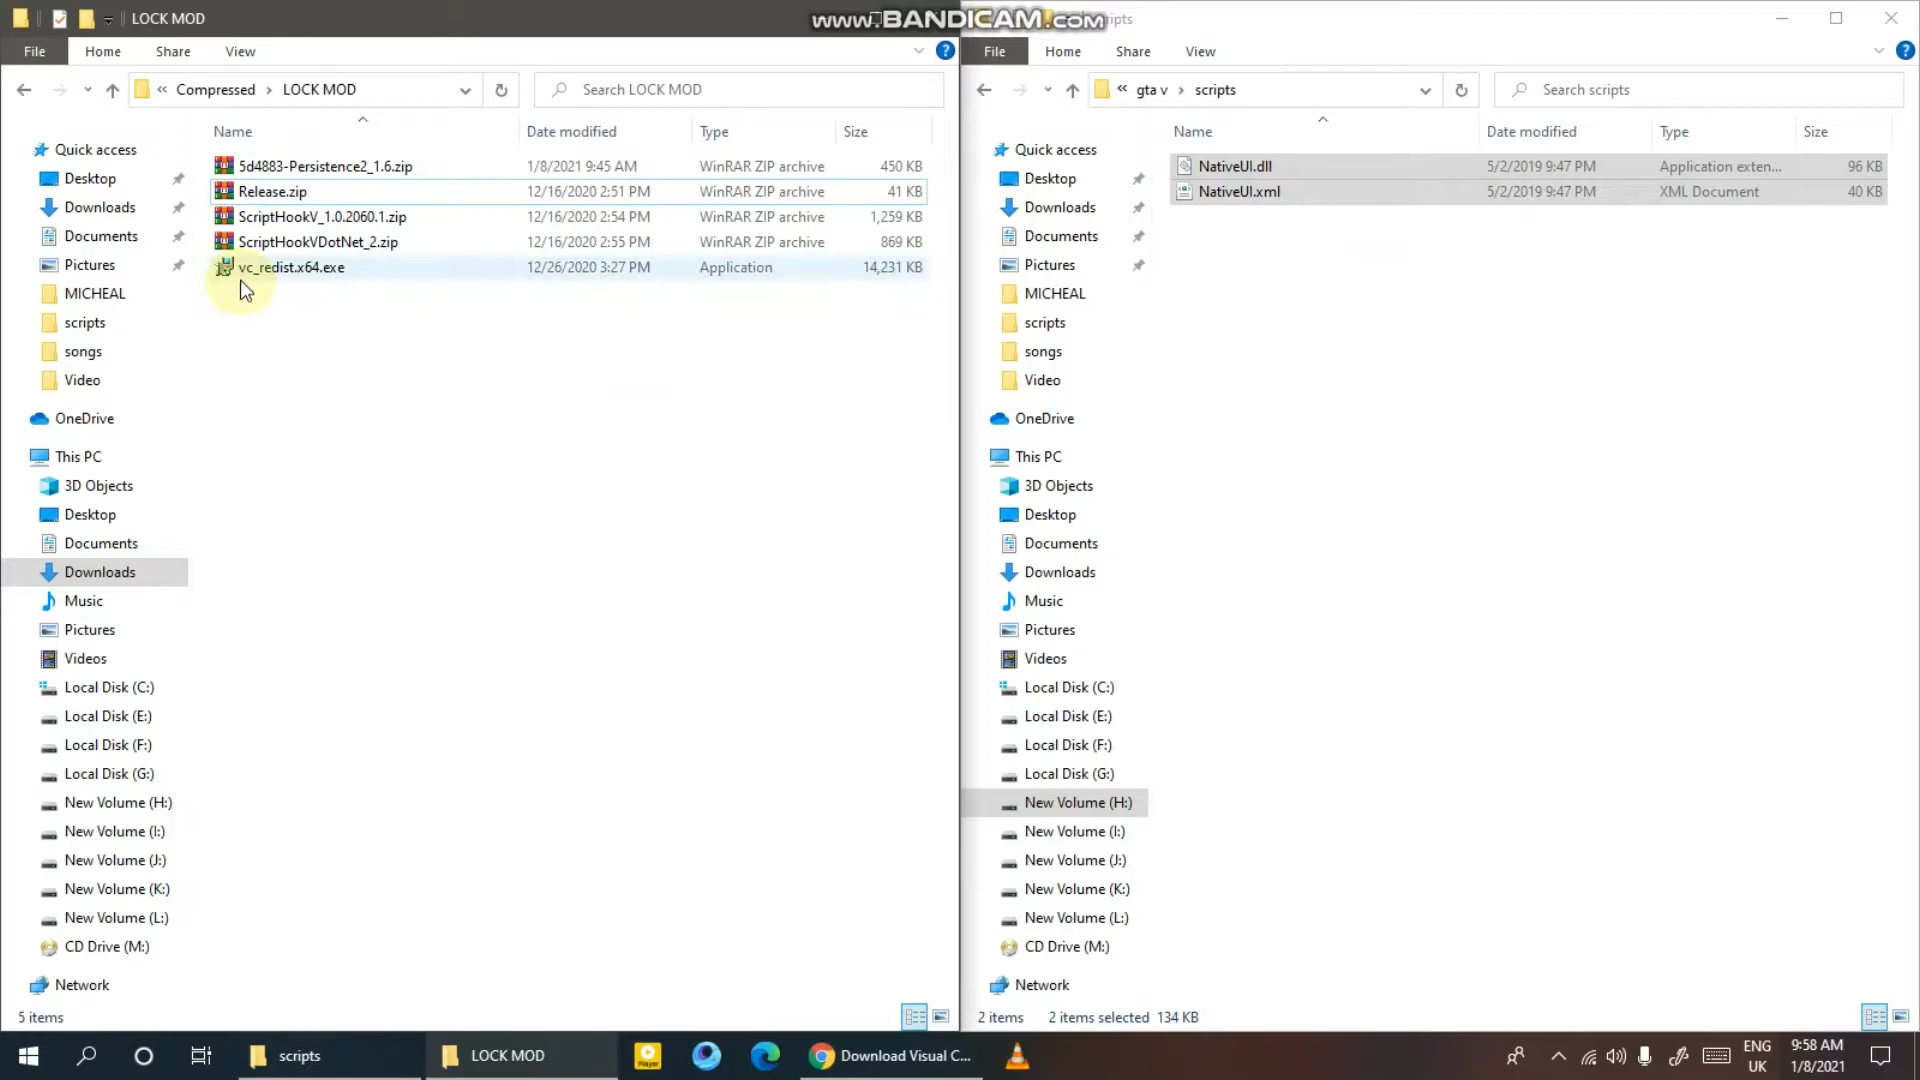 LOCK MOD
File Home Share View
Compressed LOCK MOD
Search LOCK MOD
Name Date modified Type Size
5d4883-Persistence2_1.6.zip 1/8/2021 9:45 AM WinRAR ZIP archive 450 KB
Release.zip 12/16/2020 2:51 PM WinRAR ZIP archive 41 KB
ScriptHookV_1.0.2060.1.zip 12/16/2020 2:54 PM WinRAR ZIP archive 1,259 KB
ScriptHookVDotNet_2.zip 12/16/2020 2:55 PM WinRAR ZIP archive 869 KB
vc_redist.x64.exe 12/26/2020 3:27 PM Application 14,231 KB
Quick access
Desktop
Downloads
Documents
Pictures
MICHEAL
scripts
songs
Video
OneDrive
This PC
3D Objects
Desktop
Documents
Downloads
Music
Pictures
Videos
Local Disk (C:)
Local Disk (E:)
Local Disk (F:)
Local Disk (G:)
New Volume (H:)
New Volume (I:)
New Volume (J:)
New Volume (K:)
New Volume (L:)
CD Drive (M:)
Network
5 items
www.BANDICAM.com
File Home Share View
gta v scripts
Search scripts
Name Date modified Type Size
NativeUI.dll 5/2/2019 9:47 PM Application exten... 96 KB
NativeUI.xml 5/2/2019 9:47 PM XML Document 40 KB
Quick access
Desktop
Downloads
Documents
Pictures
MICHEAL
scripts
songs
Video
OneDrive
This PC
3D Objects
Desktop
Documents
Downloads
Music
Pictures
Videos
Local Disk (C:)
Local Disk (E:)
Local Disk (F:)
Local Disk (G:)
New Volume (H:)
New Volume (I:)
New Volume (J:)
New Volume (K:)
New Volume (L:)
CD Drive (M:)
Network
2 items 2 items selected 134 KB
scripts
LOCK MOD
Download Visual C...
ENG
UK
9:58 AM
1/8/2021